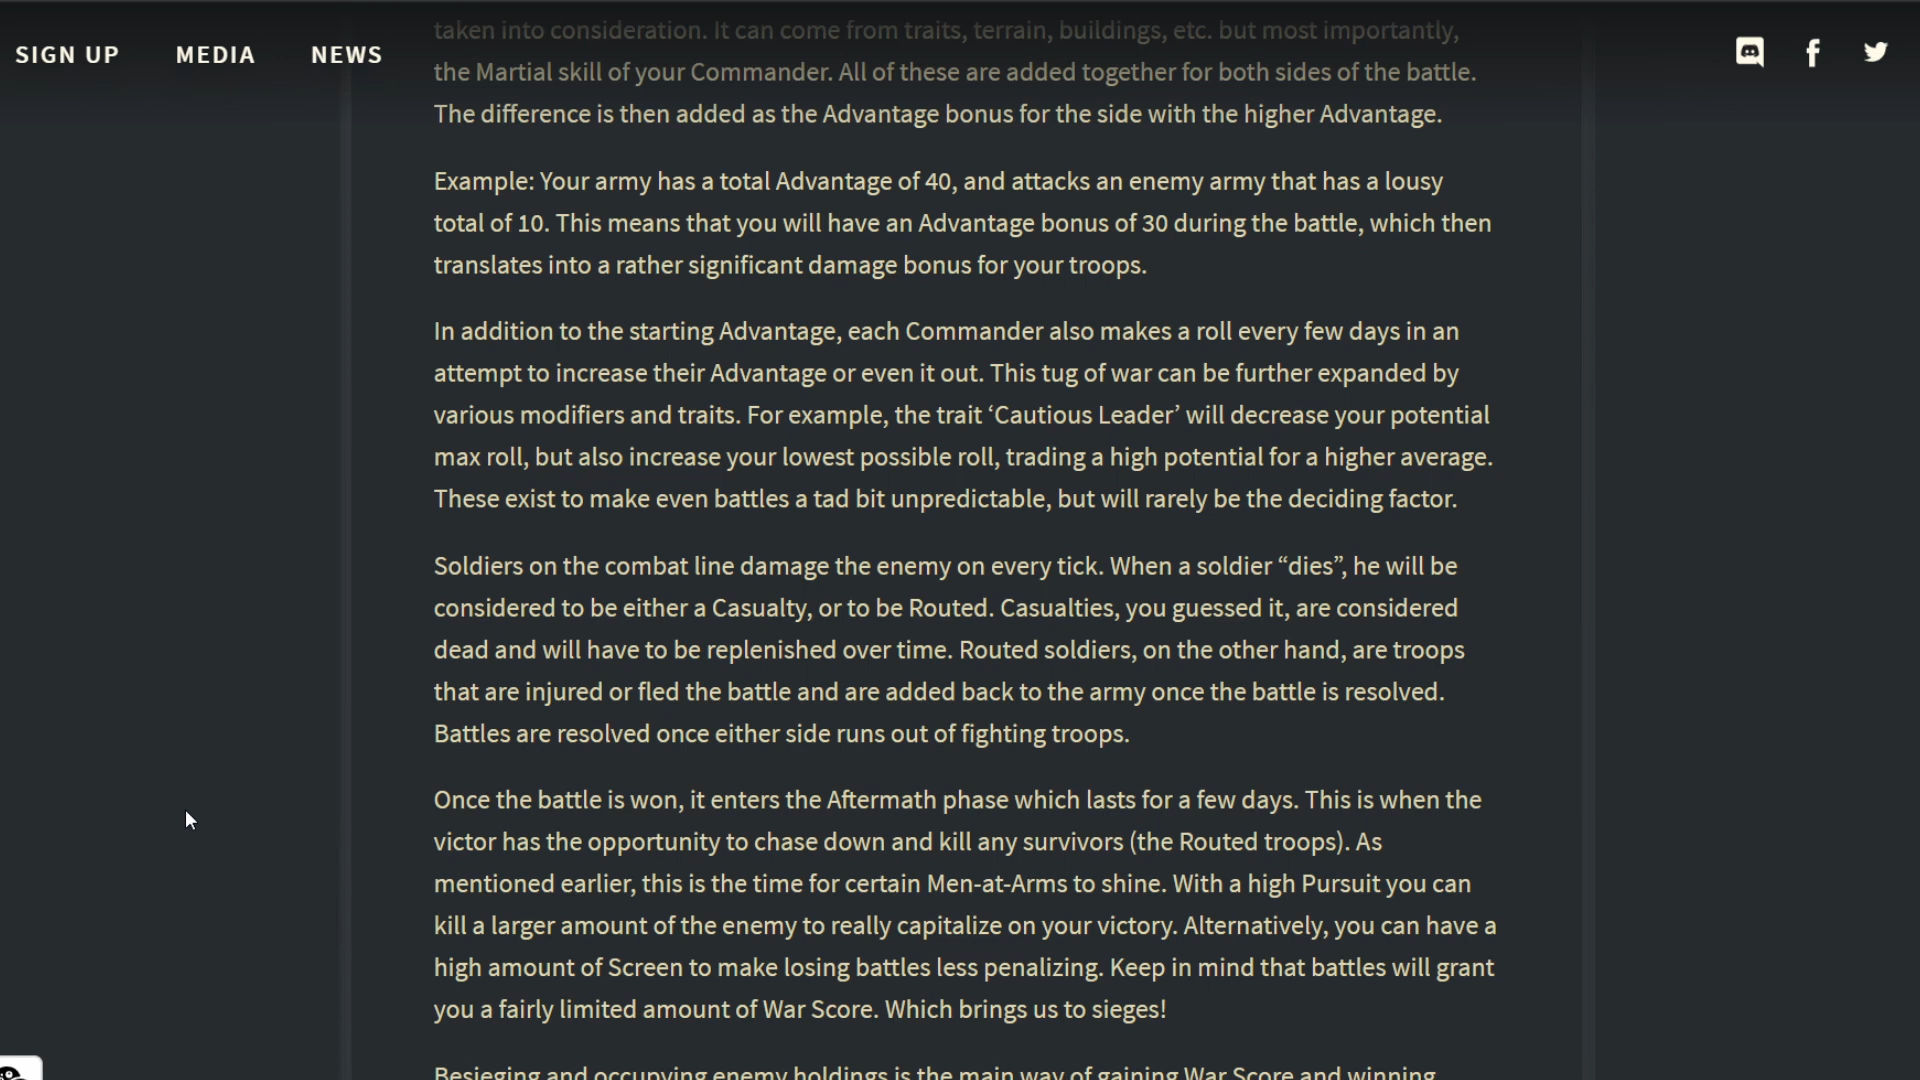 taken into consideration. It can come from traits, terrain, buildings, etc. but most importantly,
SIGN UP MEDIA NEWS
the Martial skill of your Commander. All of these are added together for both sides of the battle.
The difference is then added as the Advantage bonus for the side with the higher Advantage.
Example: Your army has a total Advantage of 40, and attacks an enemy army that has a lousy
total of 10. This means that you will have an Advantage bonus of 30 during the battle, which then
translates into a rather significant damage bonus for your troops.
In addition to the starting Advantage, each Commander also makes a roll every few days in an
attempt to increase their Advantage or even it out. This tug of war can be further expanded by
various modifiers and traits. For example, the trait ‘Cautious Leader’ will decrease your potential
max roll, but also increase your lowest possible roll, trading a high potential for a higher average.
These exist to make even battles a tad bit unpredictable, but will rarely be the deciding factor.
Soldiers on the combat line damage the enemy on every tick. When a soldier “dies”, he will be
considered to be either a Casualty, or to be Routed. Casualties, you guessed it, are considered
dead and will have to be replenished over time. Routed soldiers, on the other hand, are troops
that are injured or fled the battle and are added back to the army once the battle is resolved.
Battles are resolved once either side runs out of fighting troops.
Once the battle is won, it enters the Aftermath phase which lasts for a few days. This is when the
victor has the opportunity to chase down and kill any survivors (the Routed troops). As
mentioned earlier, this is the time for certain Men-at-Arms to shine. With a high Pursuit you can
kill a larger amount of the enemy to really capitalize on your victory. Alternatively, you can have a
high amount of Screen to make losing battles less penalizing. Keep in mind that battles will grant
you a fairly limited amount of War Score. Which brings us to sieges!
Besieging and occupying enemy holdings is the main way of gaining War Score and winning